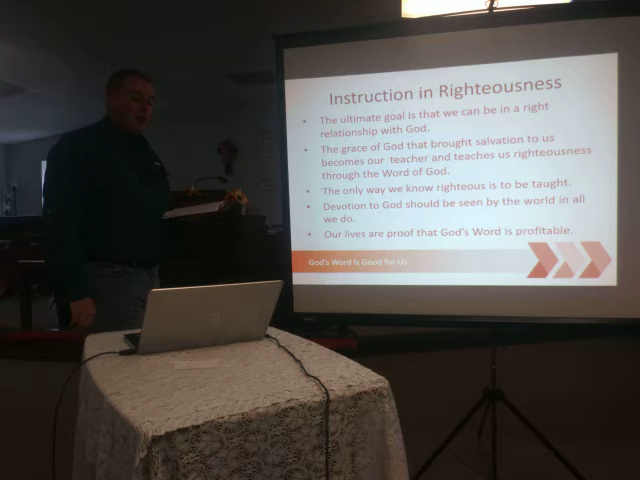 Instruction in Righteousness
• The ultimate goal is that we can be in a right
relationship with God.
• The grace of God that brought salvation to us
becomes our teacher and teaches us righteousness
through the Word of God.
• The only way we know righteous is to be taught.
• Devotion to God should be seen by the world in all
we do.
• Our lives are proof that God's Word is profitable.
God's Word Is Good for Us